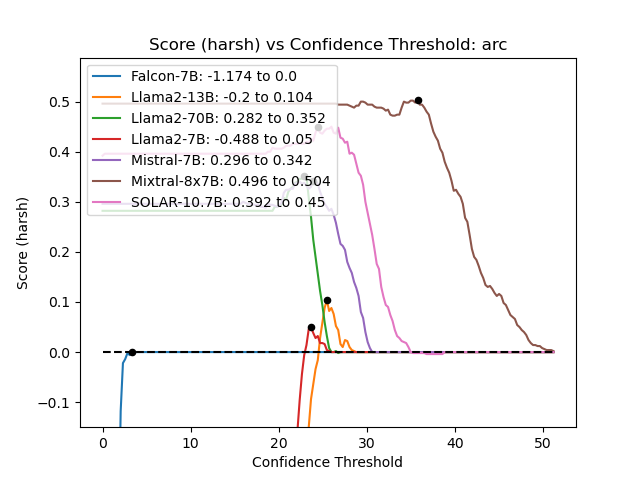 Score (harsh) vs Confidence Threshold: arc
Falcon-7B: -1.174 to 0.0
Llama2-13B: -0.2 to 0.104
Llama2-70B: 0.282 to 0.352
Llama2-7B: -0.488 to 0.05
Mistral-7B: 0.296 to 0.342
Mixtral-8x7B: 0.496 to 0.504
SOLAR-10.7B: 0.392 to 0.45
Score (harsh)
0.5
0.4
0.3
0.2
0.1
0.0
−0.1
0 10 20 30 40 50
Confidence Threshold